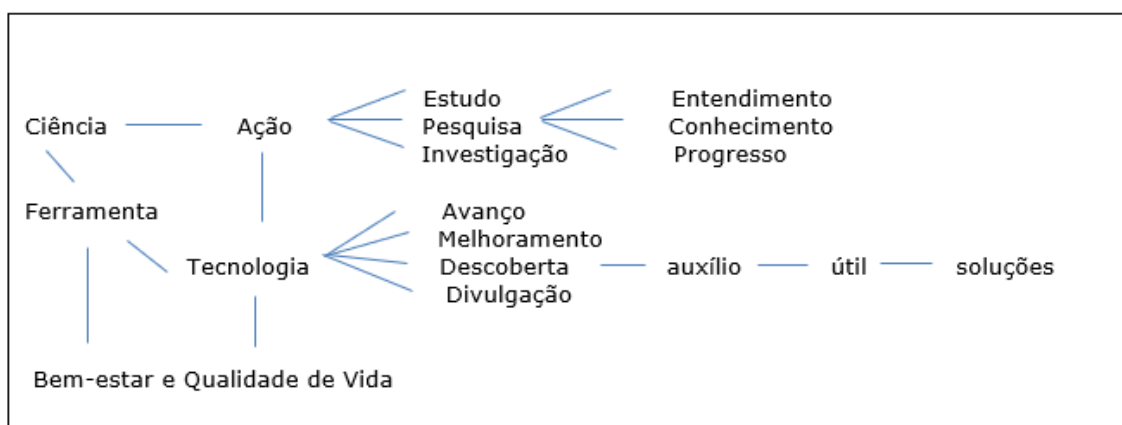 Estudo Entendimento
Ciência Ação Pesquisa Conhecimento
Investigação Progresso
Ferramenta Avanço
Melhoramento
Tecnologia Descoberta auxílio útil soluções
Divulgação
Bem-estar e Qualidade de Vida